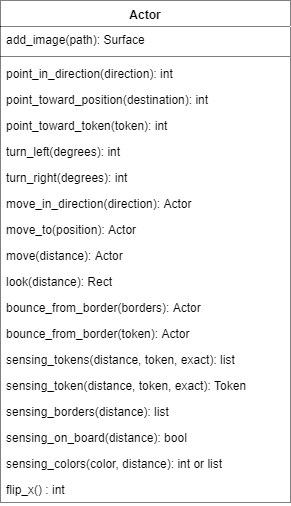 Actor
add_image(path): Surface
point_in_direction(direction): int
point_toward_position(destination): int
point_toward_token(token): int
turn_left(degrees): int
turn_right(degrees): int
move_in_direction(direction): Actor
move_to(position): Actor
move(distance): Actor
look(distance): Rect
bounce_from_border(borders): Actor
bounce_from_border(token): Actor
sensing_tokens(distance, token, exact): list
sensing_token(distance, token, exact): Token
sensing_borders(distance): list
sensing_on_board(distance): bool
sensing_colors(color, distance): int or list
flip_x() : int